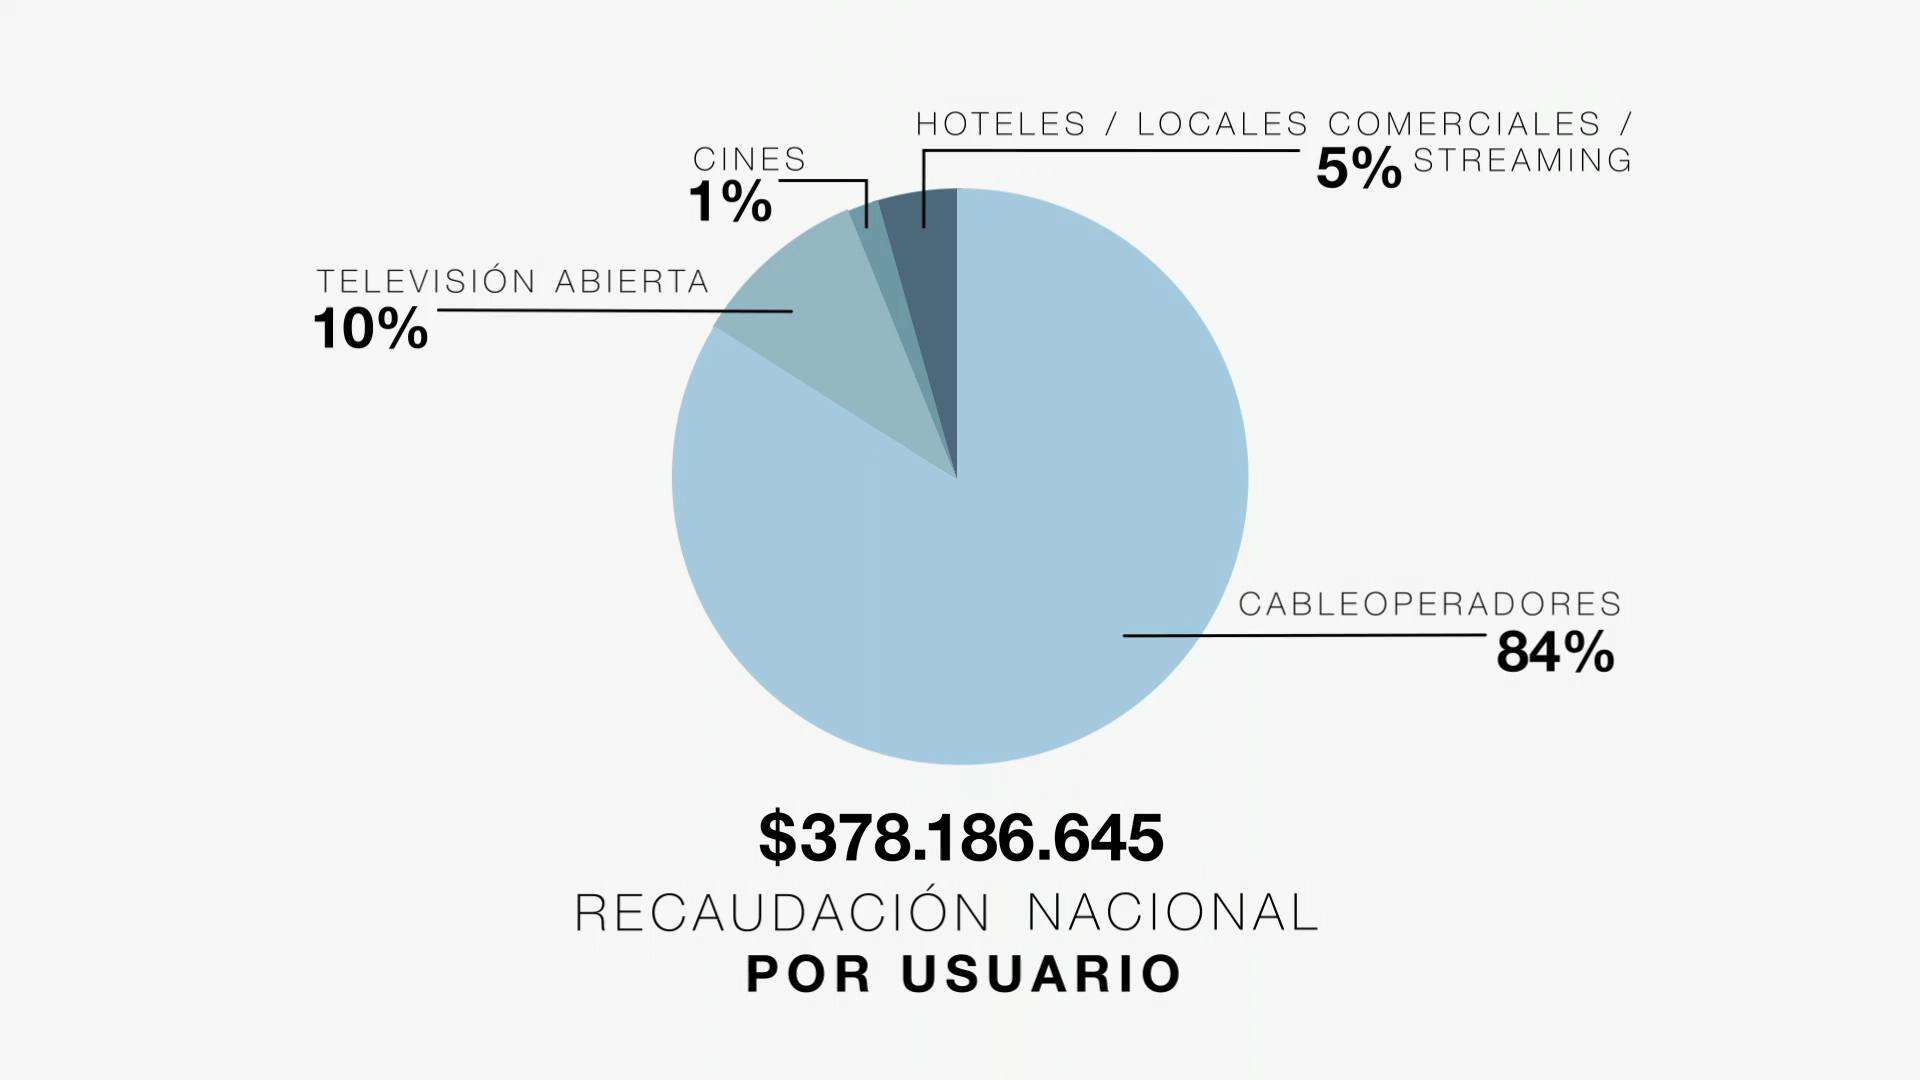 HOTELES / LOCALES COMERCIALES /
5% STREAMING
CINES
1%
TELEVISIÓN ABIERTA
10%
CABLEOPERADORES
84%
$378.186.645
RECAUDACIÓN NACIONAL
POR USUARIO